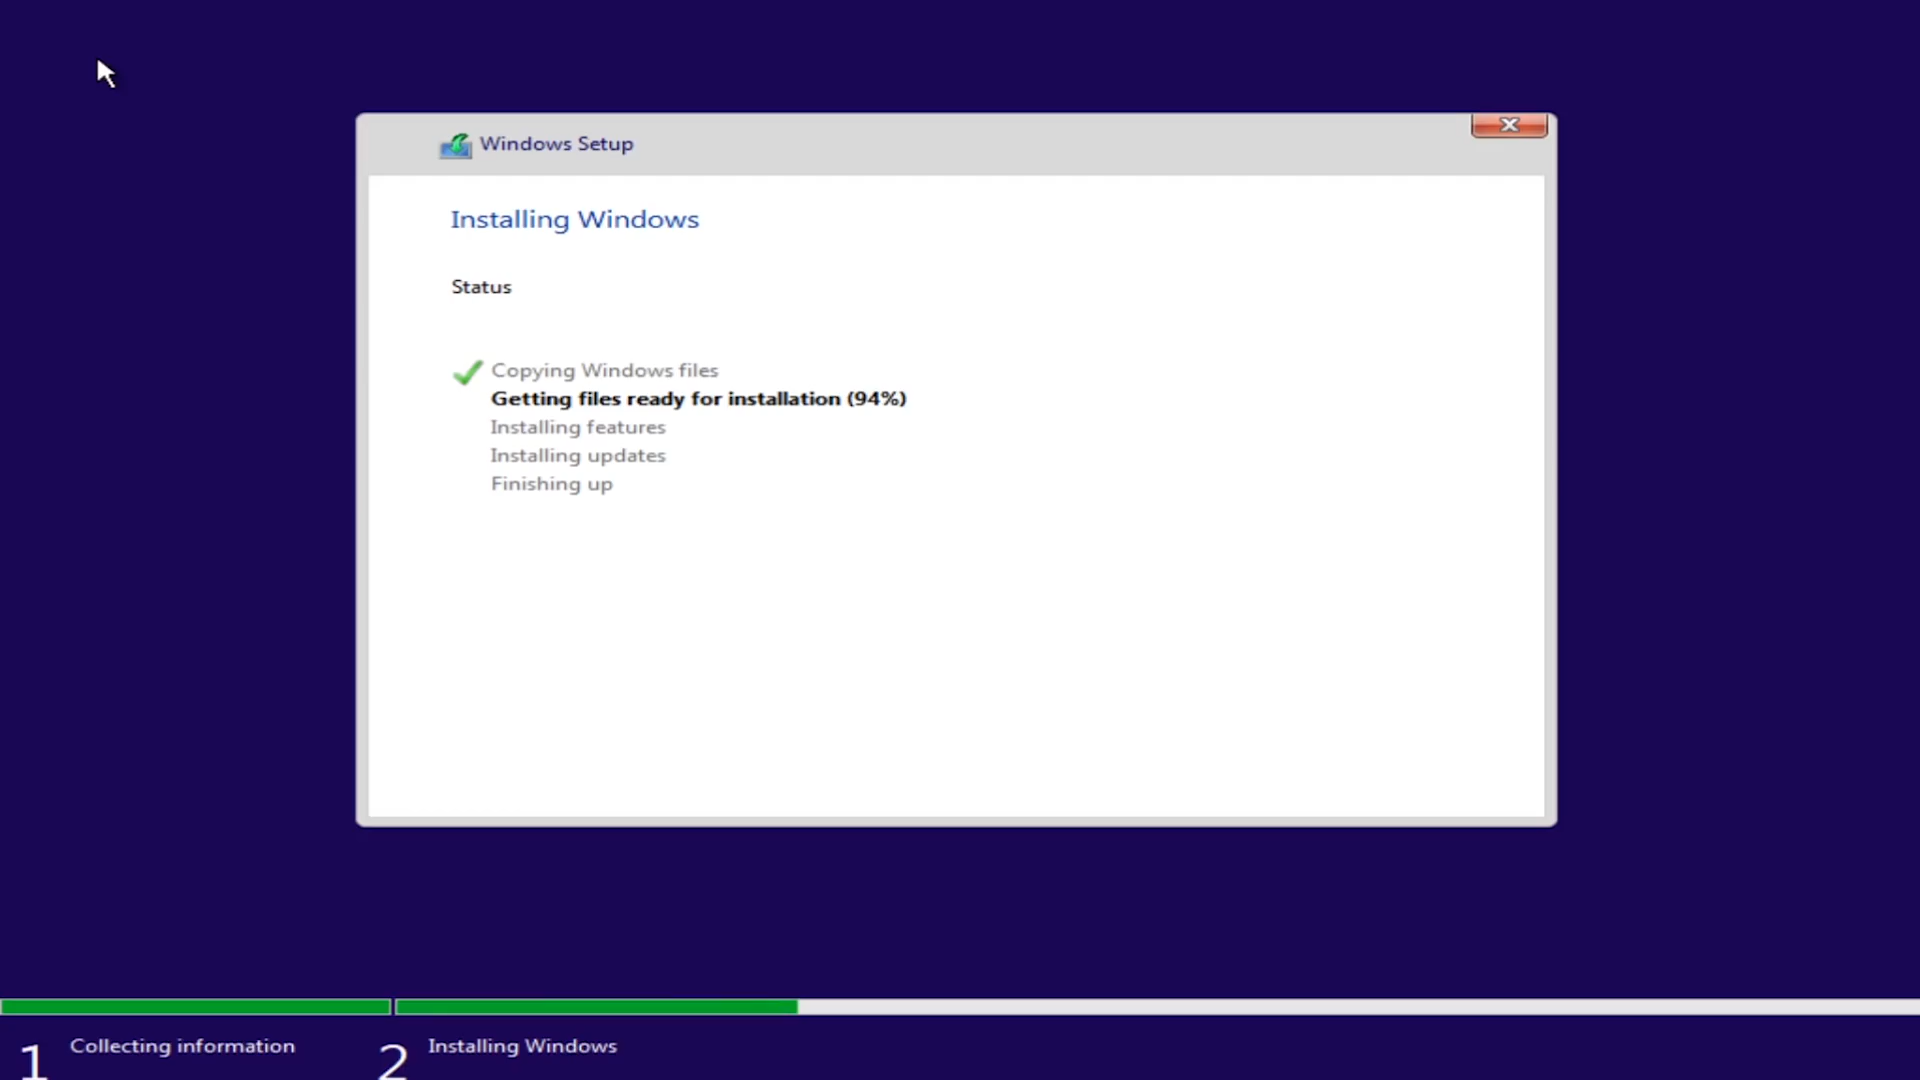 Windows Setup
Installing Windows
Status
Copying Windows files
Getting files ready for installation (94%)
Installing features
Installing updates
Finishing up
1 Collecting information
2 Installing Windows